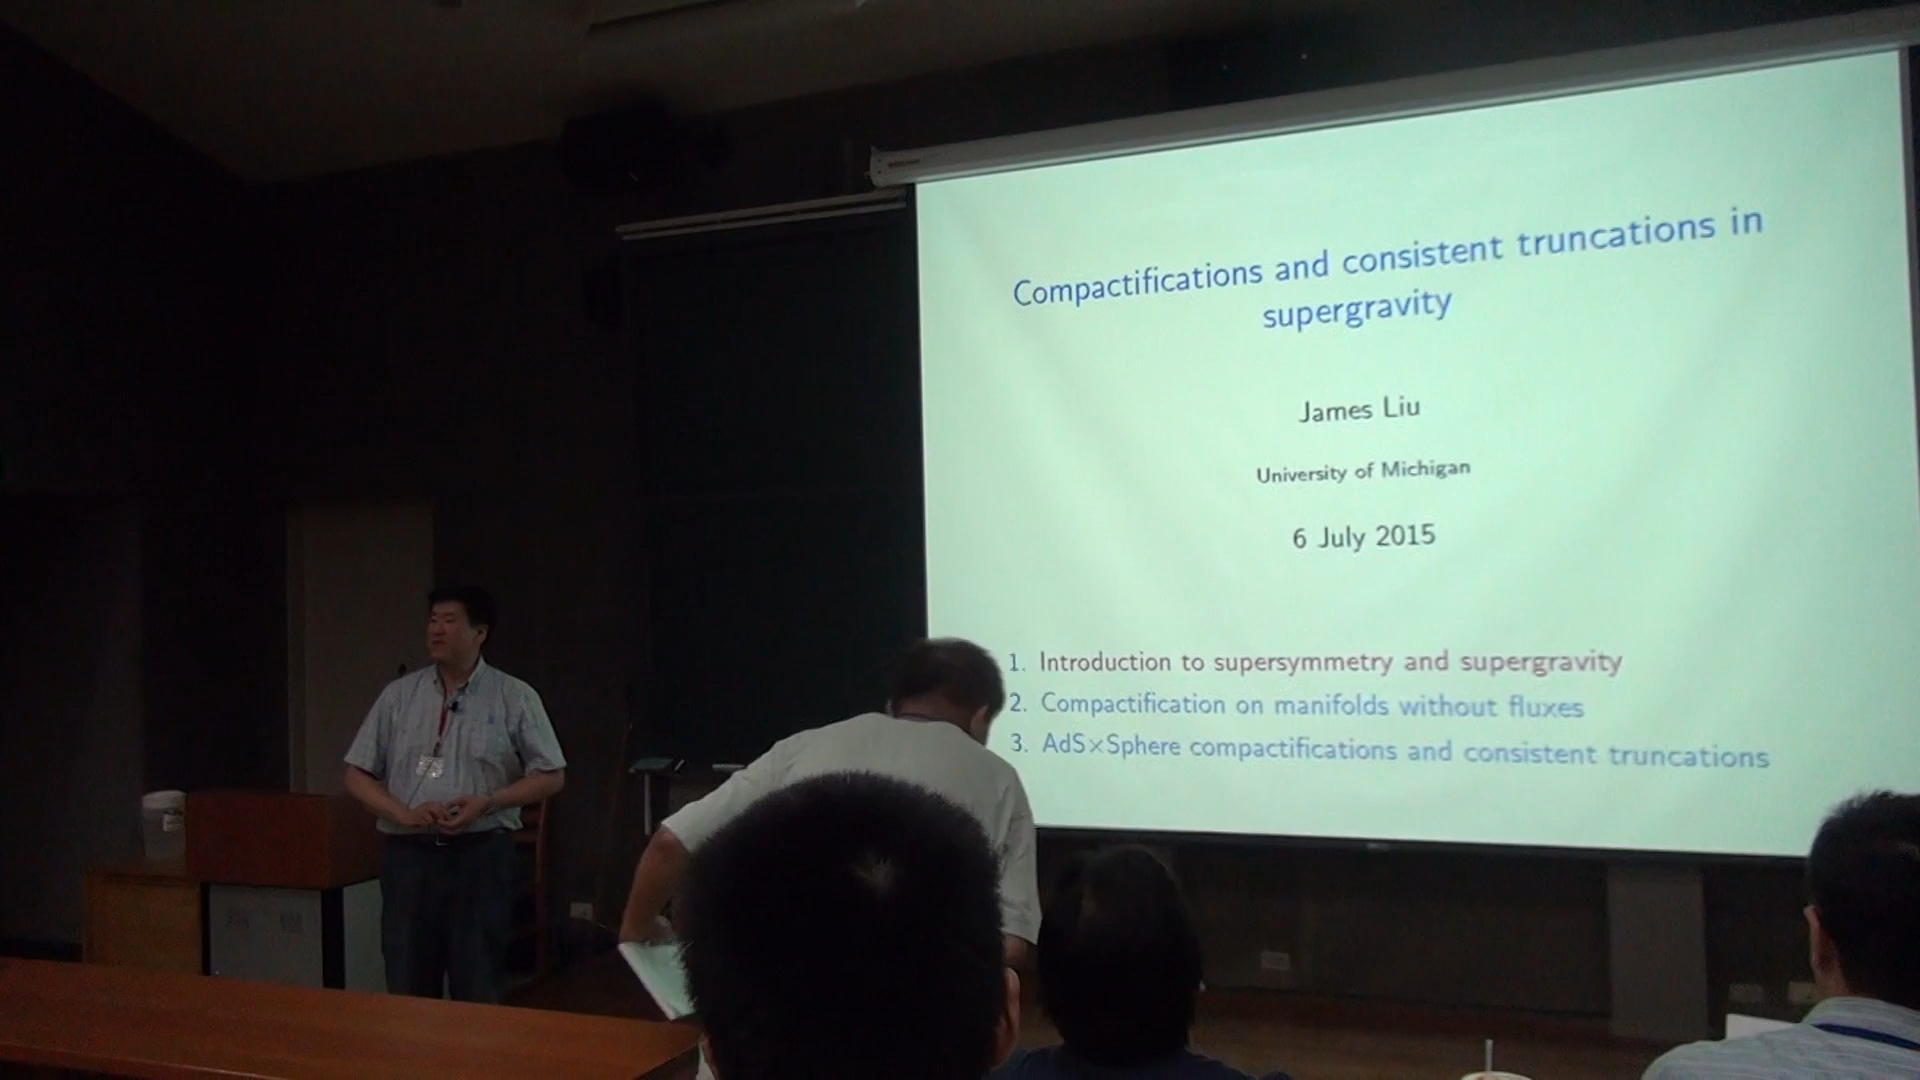 Compactifications and consistent truncations in
supergravity
James Liu
University of Michigan
6 July 2015
1. Introduction to supersymmetry and supergravity
2. Compactification on manifolds without fluxes
3. AdS×Sphere compactifications and consistent truncations